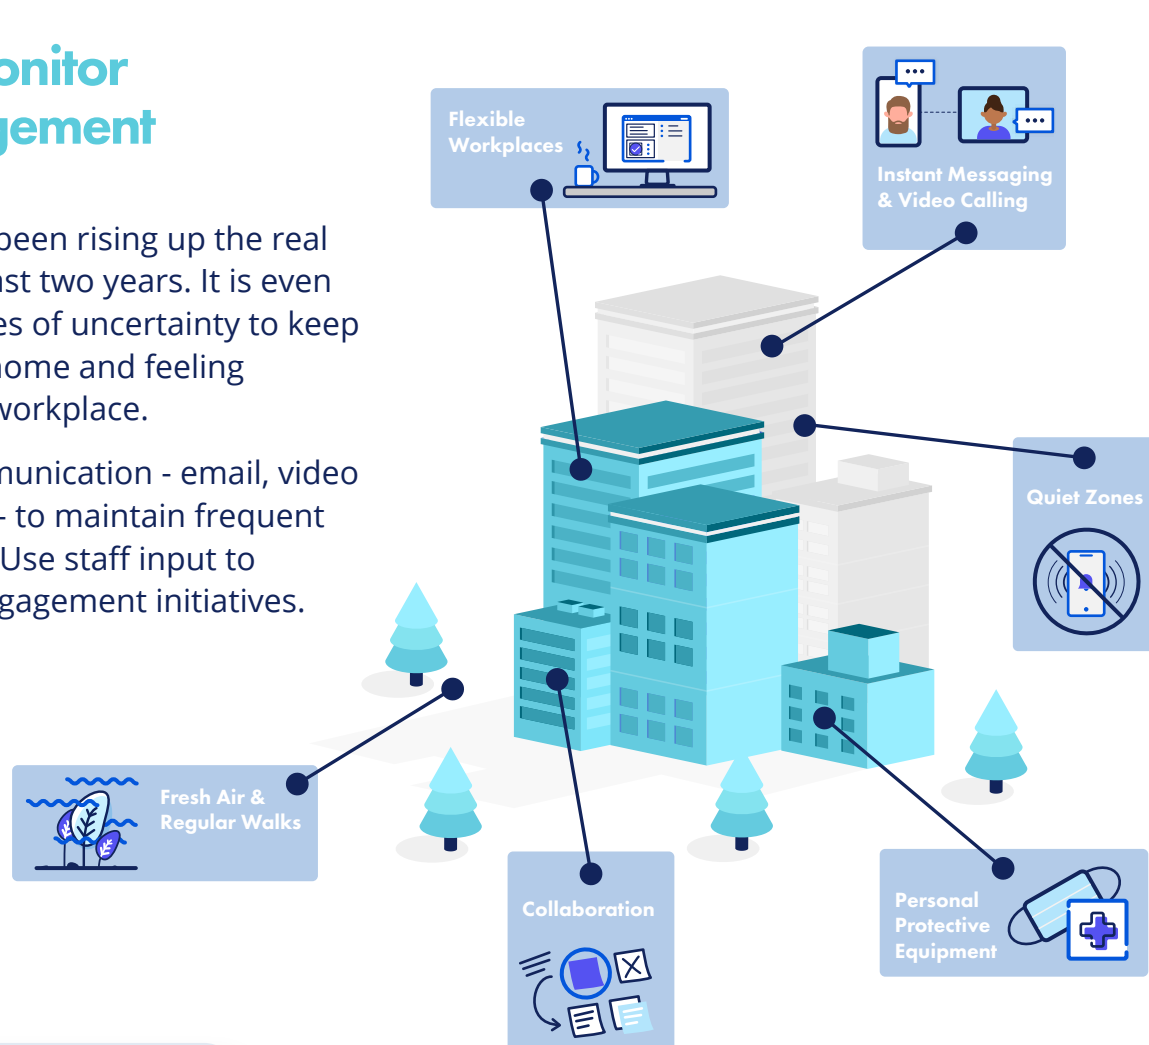 onitor
gement
been rising up the real
ast two years. It is even
es of uncertainty to keep
home and feeling
workplace.
munication - email, video
- to maintain frequent
Use staff input to
gagement initiatives.
Flexible
Workplaces
Instant Messaging
& Video Calling
Quiet Zones
Fresh Air &
Regular Walks
Collaboration
Personal
Protective
Equipment